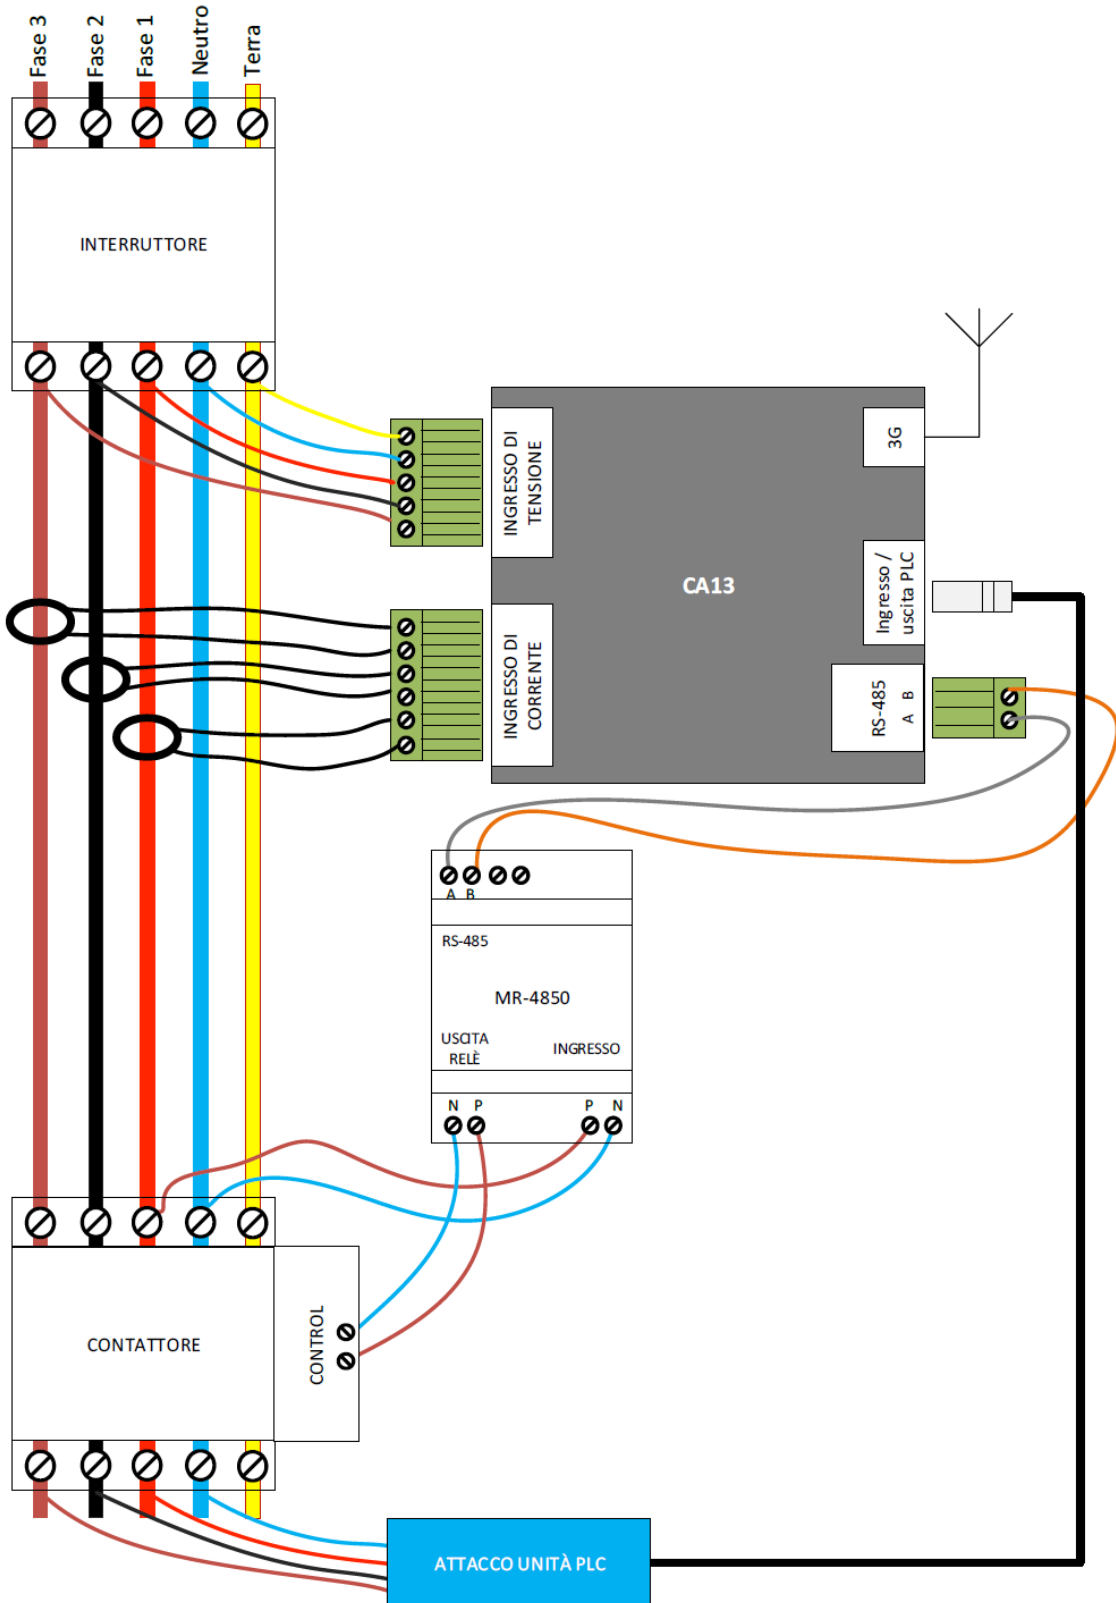 Fase 3
Fase 2
Fase 1
Neutro
Terra
INTERRUTTORE
INGRESSO DI
TENSIONE
3G
CA13
Ingresso /
uscita PLC
INGRESSO DI
CORRENTE
RS-485
A B
A B
RS-485
MR-4850
USCITA
RELÈ
INGRESSO
N P
P N
CONTATTORE
CONTROL
ATTACCO UNITÀ PLC